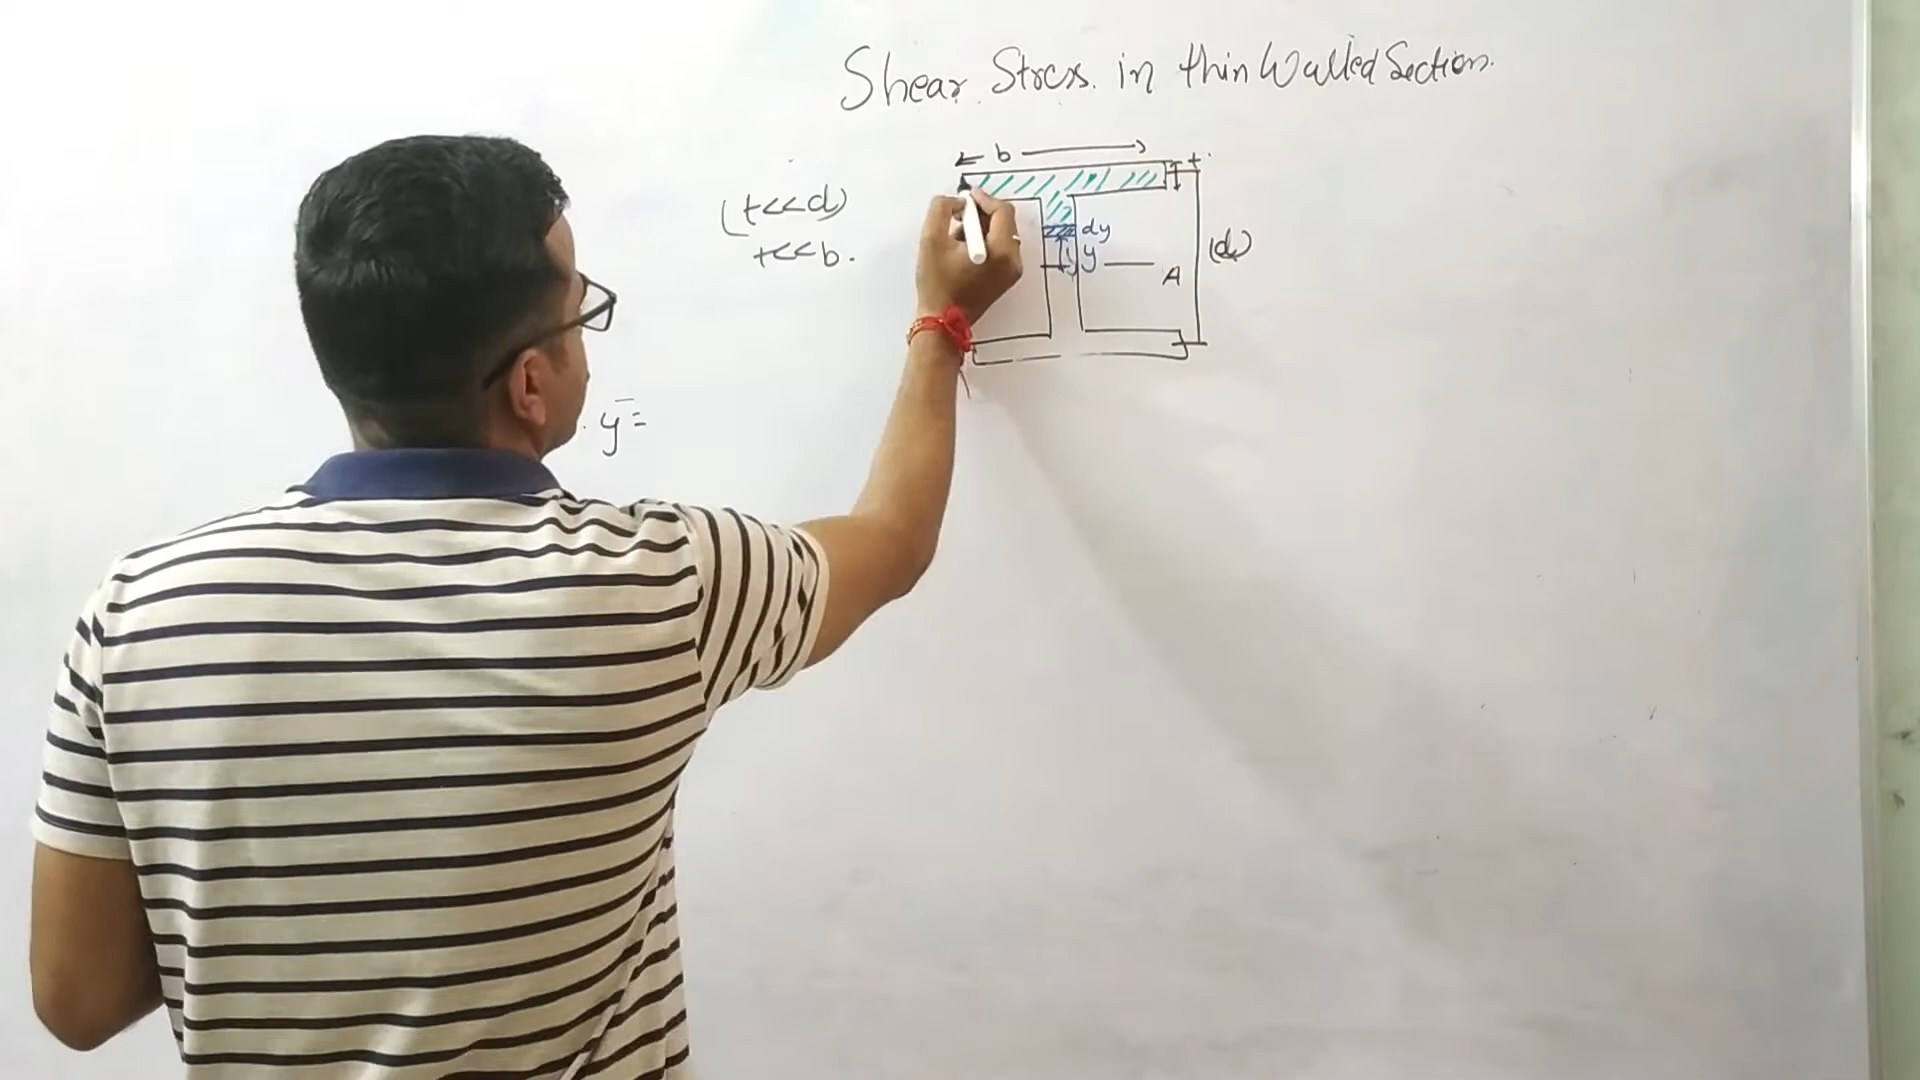 Shear Stress. in thin Walled Section.
← b → t
(t<<d)
t<<b.
dy
y
(d)
A
ȳ =